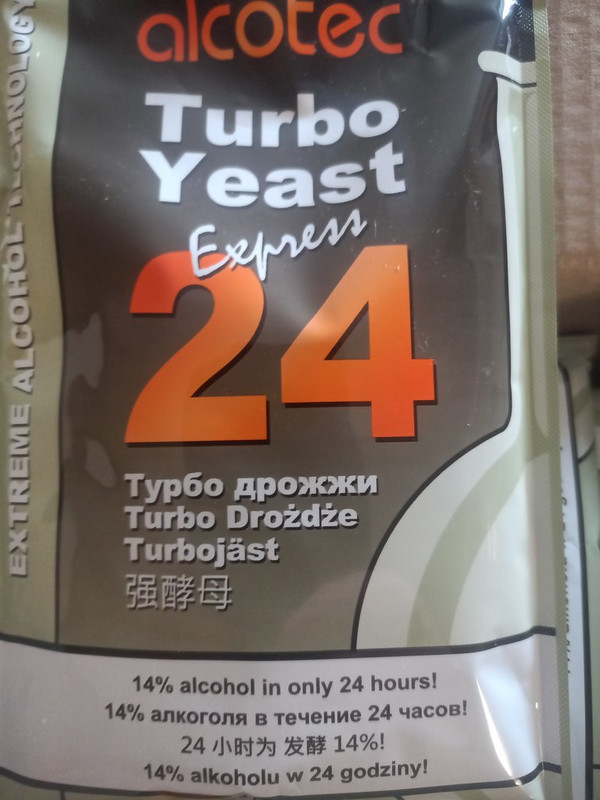 alcotec
Turbo
Yeast
Express
24
Турбо дрожжи
Turbo Drożdże
Turbojäst
强酵母
EXTREME ALCOHOL TECHNOLOGY
14% alcohol in only 24 hours!
14% алкоголя в течение 24 часов!
24 小时为 发酵 14%!
14% alkoholu w 24 godziny!